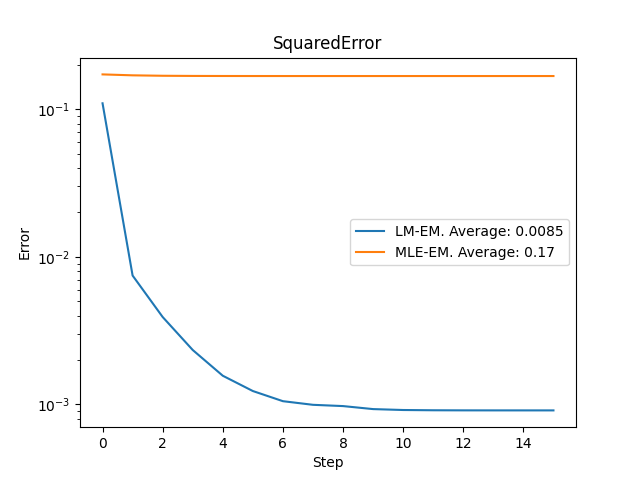 SquaredError
Error
10⁻¹
10⁻²
10⁻³
LM-EM. Average: 0.0085
MLE-EM. Average: 0.17
0 2 4 6 8 10 12 14
Step